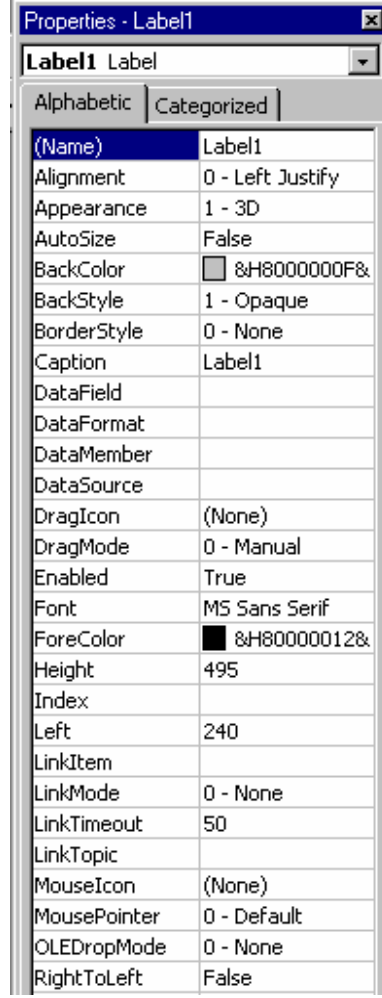 Properties - Label1
Label1 Label
Alphabetic Categorized
(Name) Label1
Alignment 0 - Left Justify
Appearance 1 - 3D
AutoSize False
BackColor &H8000000F&
BackStyle 1 - Opaque
BorderStyle 0 - None
Caption Label1
DataField
DataFormat
DataMember
DataSource
DragIcon (None)
DragMode 0 - Manual
Enabled True
Font MS Sans Serif
ForeColor &H80000012&
Height 495
Index
Left 240
LinkItem
LinkMode 0 - None
LinkTimeout 50
LinkTopic
MouseIcon (None)
MousePointer 0 - Default
OLEDropMode 0 - None
RightToLeft False